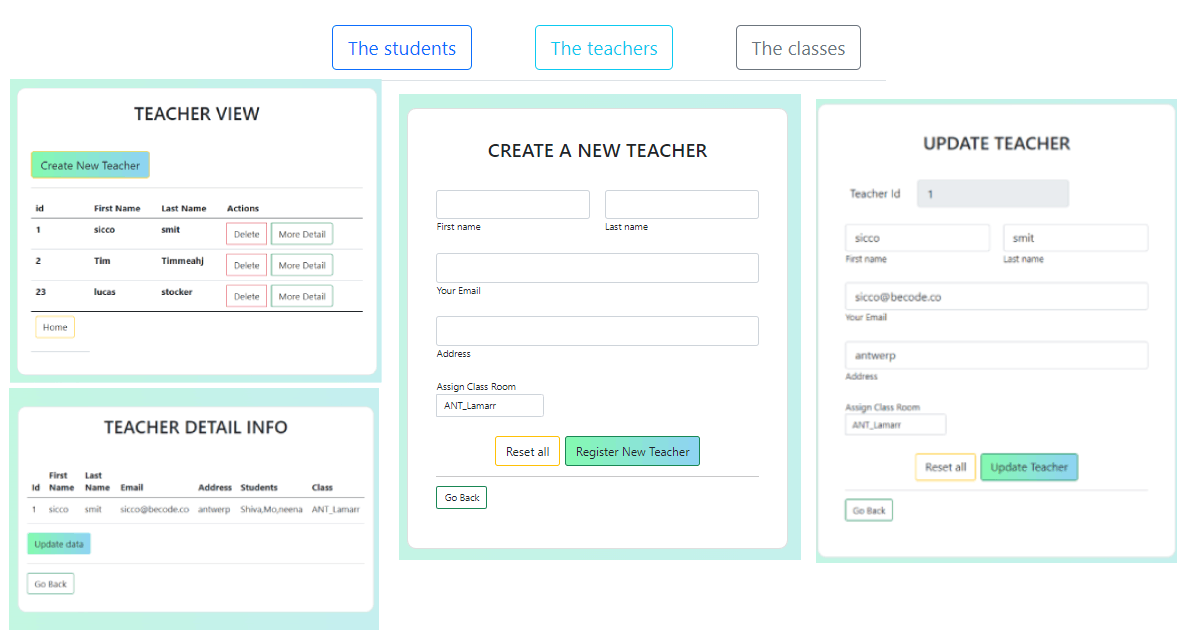 The students The teachers The classes
TEACHER VIEW
Create New Teacher
id First Name Last Name Actions
1 sicco smit Delete More Detail
2 Tim Timmeahj Delete More Detail
23 lucas stocker Delete More Detail
Home
TEACHER DETAIL INFO
Id First Name Last Name Email Address Students Class
1 sicco smit sicco@becode.co antwerp Shiva,Mo,neena ANT_Lamarr
Update data
Go Back
CREATE A NEW TEACHER
First name Last name
Your Email
Address
Assign Class Room
ANT_Lamarr
Reset all Register New Teacher
Go Back
UPDATE TEACHER
Teacher Id 1
sicco smit
First name Last name
sicco@becode.co
Your Email
antwerp
Address
Assign Class Room
ANT_Lamarr
Reset all Update Teacher
Go Back